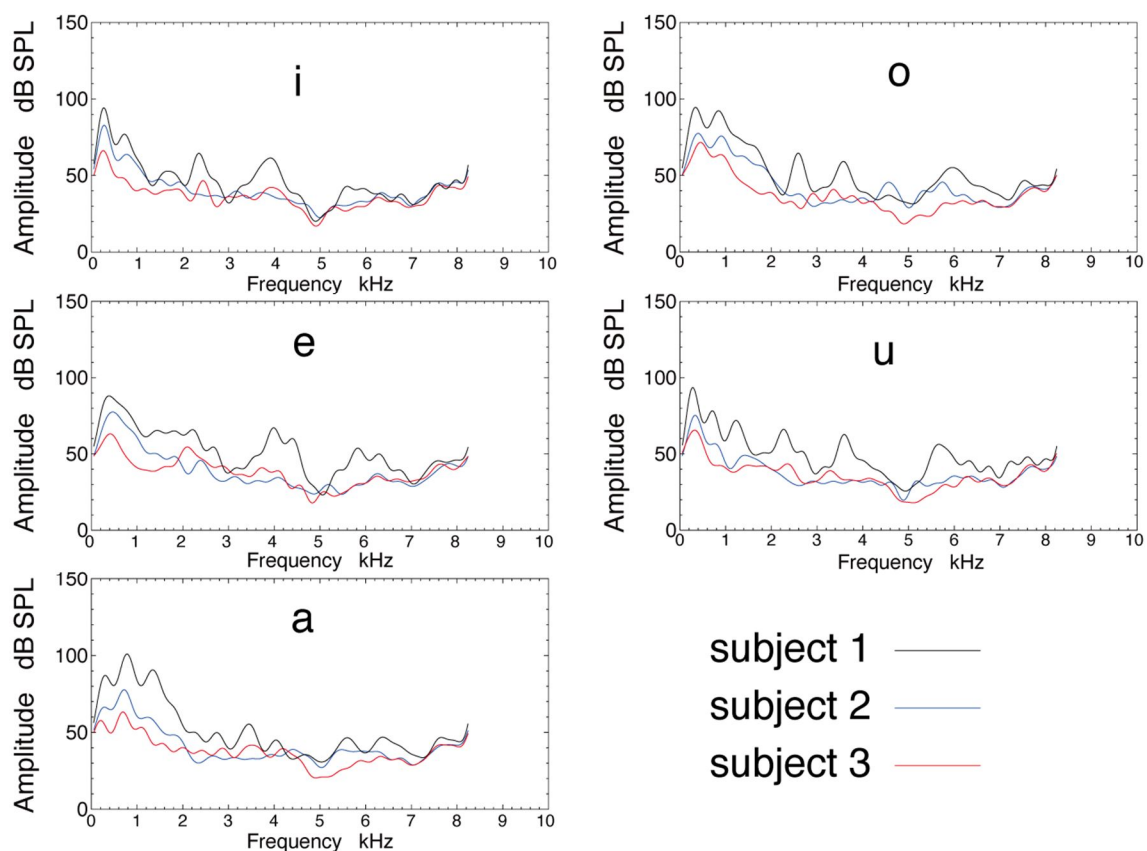 Amplitude dB SPL
150
100
50
0
i
0 1 2 3 4 5 6 7 8 9 10
Frequency kHz
Amplitude dB SPL
150
100
50
0
o
0 1 2 3 4 5 6 7 8 9 10
Frequency kHz
Amplitude dB SPL
150
100
50
0
e
0 1 2 3 4 5 6 7 8 9 10
Frequency kHz
Amplitude dB SPL
150
100
50
0
u
0 1 2 3 4 5 6 7 8 9 10
Frequency kHz
Amplitude dB SPL
150
100
50
0
a
0 1 2 3 4 5 6 7 8 9 10
Frequency kHz
subject 1
subject 2
subject 3